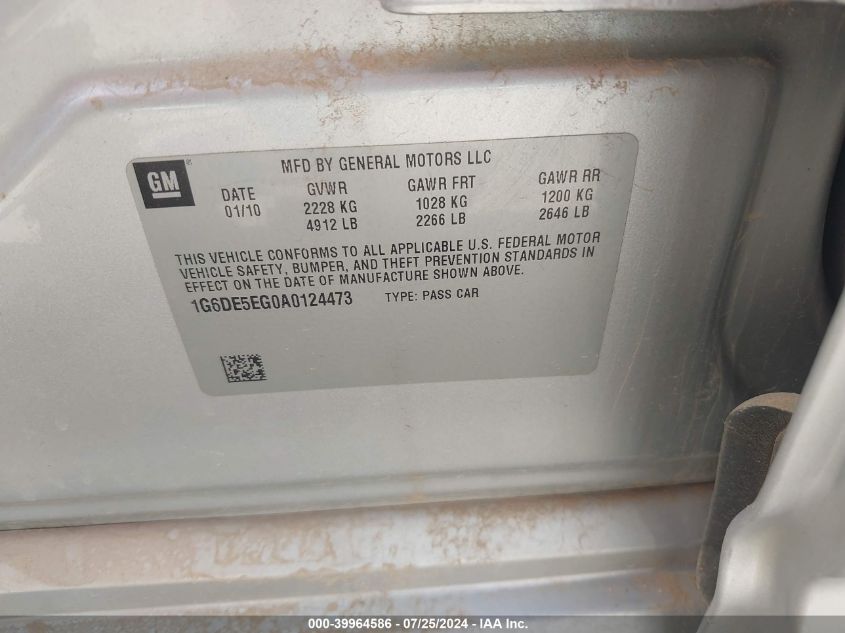 GM ®
MFD BY GENERAL MOTORS LLC
DATE GVWR GAWR FRT GAWR RR
01/10 2228 KG 1028 KG 1200 KG
4912 LB 2266 LB 2646 LB
THIS VEHICLE CONFORMS TO ALL APPLICABLE U.S. FEDERAL MOTOR
VEHICLE SAFETY, BUMPER, AND THEFT PREVENTION STANDARDS IN
EFFECT ON THE DATE OF MANUFACTURE SHOWN ABOVE.
1G6DE5EG0A0124473 TYPE: PASS CAR
000-39964586 - 07/25/2024 - IAA Inc.